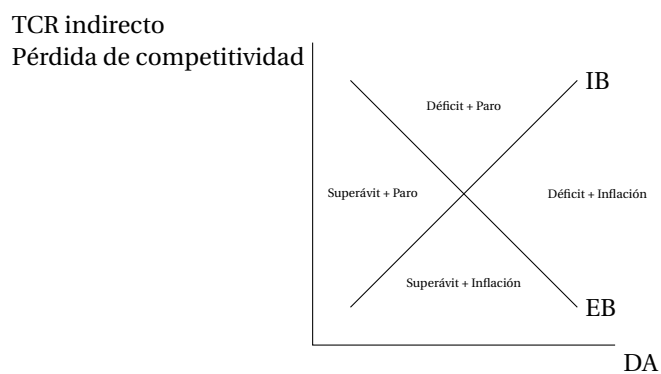 TCR indirecto
Pérdida de competitividad
IB
Déficit + Paro
Superávit + Paro
Déficit + Inflación
Superávit + Inflación
EB
DA